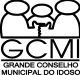 GCMI
GRANDE CONSELHO
MUNICIPAL DO IDOSO